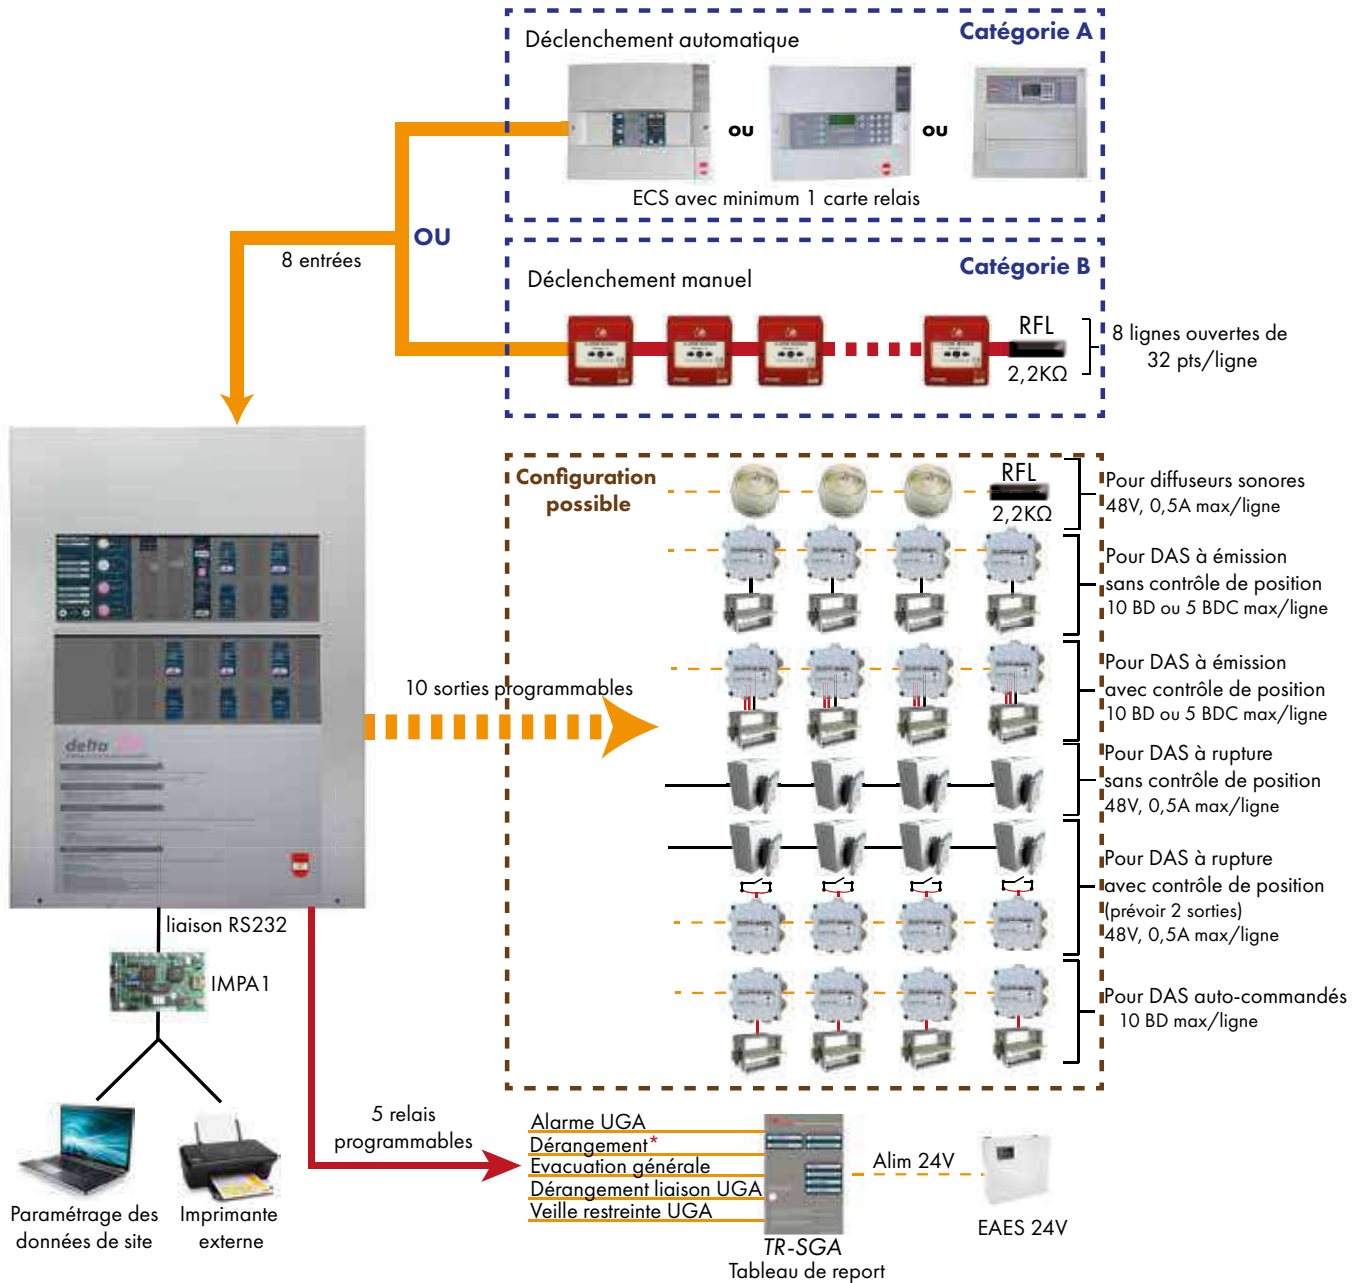 Catégorie A
Déclenchement automatique
ou
ou
ECS avec minimum 1 carte relais
OU
8 entrées
Catégorie B
Déclenchement manuel
RFL
2,2KΩ
8 lignes ouvertes de
32 pts/ligne
Configuration
possible
RFL
2,2KΩ
Pour diffuseurs sonores
48V, 0,5A max/ligne
Pour DAS à émission
sans contrôle de position
10 BD ou 5 BDC max/ligne
Pour DAS à émission
avec contrôle de position
10 BD ou 5 BDC max/ligne
10 sorties programmables
Pour DAS à rupture
sans contrôle de position
48V, 0,5A max/ligne
Pour DAS à rupture
avec contrôle de position
(prévoir 2 sorties)
48V, 0,5A max/ligne
Pour DAS auto-commandés
10 BD max/ligne
delta
liaison RS232
IMPA1
Paramétrage des
données de site
Imprimante
externe
5 relais
programmables
Alarme UGA
Dérangement*
Evacuation générale
Dérangement liaison UGA
Veille restreinte UGA
TR-SGA
Tableau de report
Alim 24V
EAES 24V